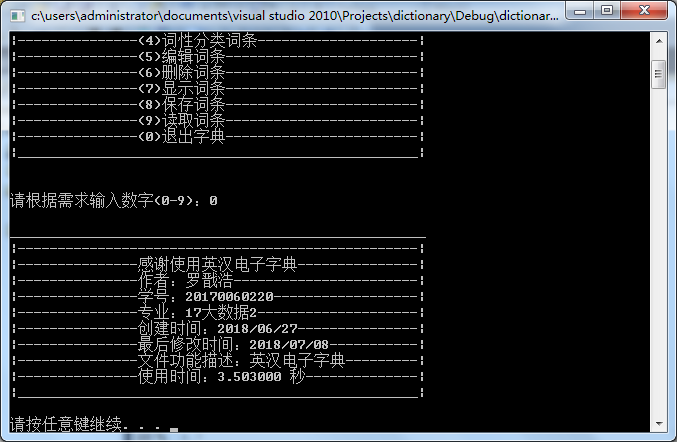 c:\users\administrator\documents\visual studio 2010\Projects\dictionary\Debug\dictionar...
¦---------------(4)词性分类词条--------------------¦
¦---------------(5)编辑词条------------------------¦
¦---------------(6)删除词条------------------------¦
¦---------------(7)显示词条------------------------¦
¦---------------(8)保存词条------------------------¦
¦---------------(9)读取词条------------------------¦
¦---------------(0)退出字典------------------------¦
¦__________________________________________________¦
请根据需求输入数字(0-9)：0
____________________________________________________
¦--------------------------------------------------¦
¦---------------感谢使用英汉电子字典---------------¦
¦---------------作者：罗戬浩-----------------------¦
¦---------------学号：20170060220------------------¦
¦---------------专业：17大数据2--------------------¦
¦---------------创建时间：2018/06/27---------------¦
¦---------------最后修改时间：2018/07/08-----------¦
¦---------------文件功能描述：英汉电子字典---------¦
¦---------------使用时间：3.503000 秒--------------¦
¦__________________________________________________¦
请按任意键继续. . .